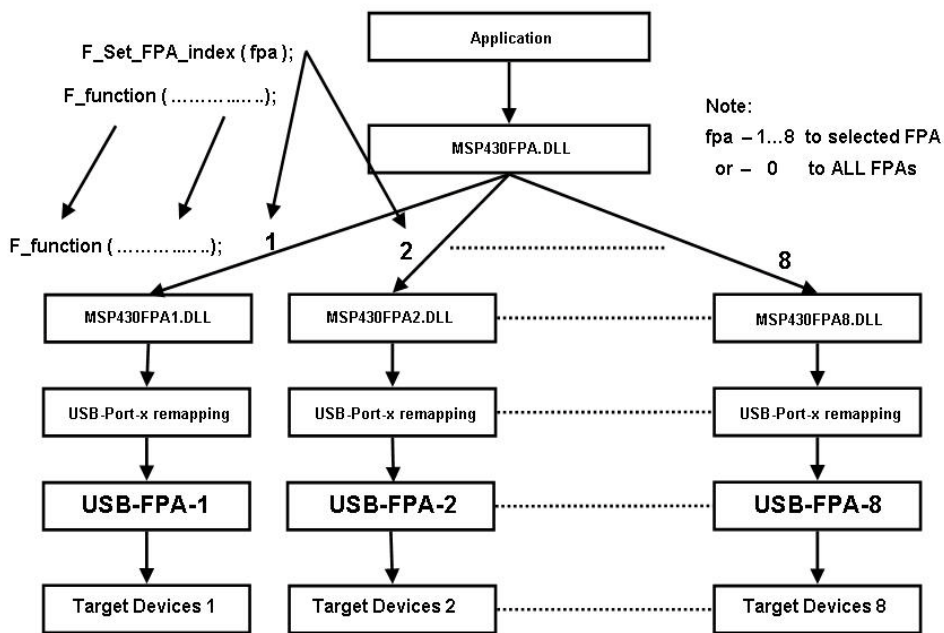 Application
F_Set_FPA_index ( fpa );
F_function ( ................. );
Note:
fpa – 1...8 to selected FPA
or – 0 to ALL FPAs
MSP430FPA.DLL
F_function ( ................. );
1
2
8
MSP430FPA1.DLL
MSP430FPA2.DLL
MSP430FPA8.DLL
USB-Port-x remapping
USB-Port-x remapping
USB-Port-x remapping
USB-FPA-1
USB-FPA-2
USB-FPA-8
Target Devices 1
Target Devices 2
Target Devices 8